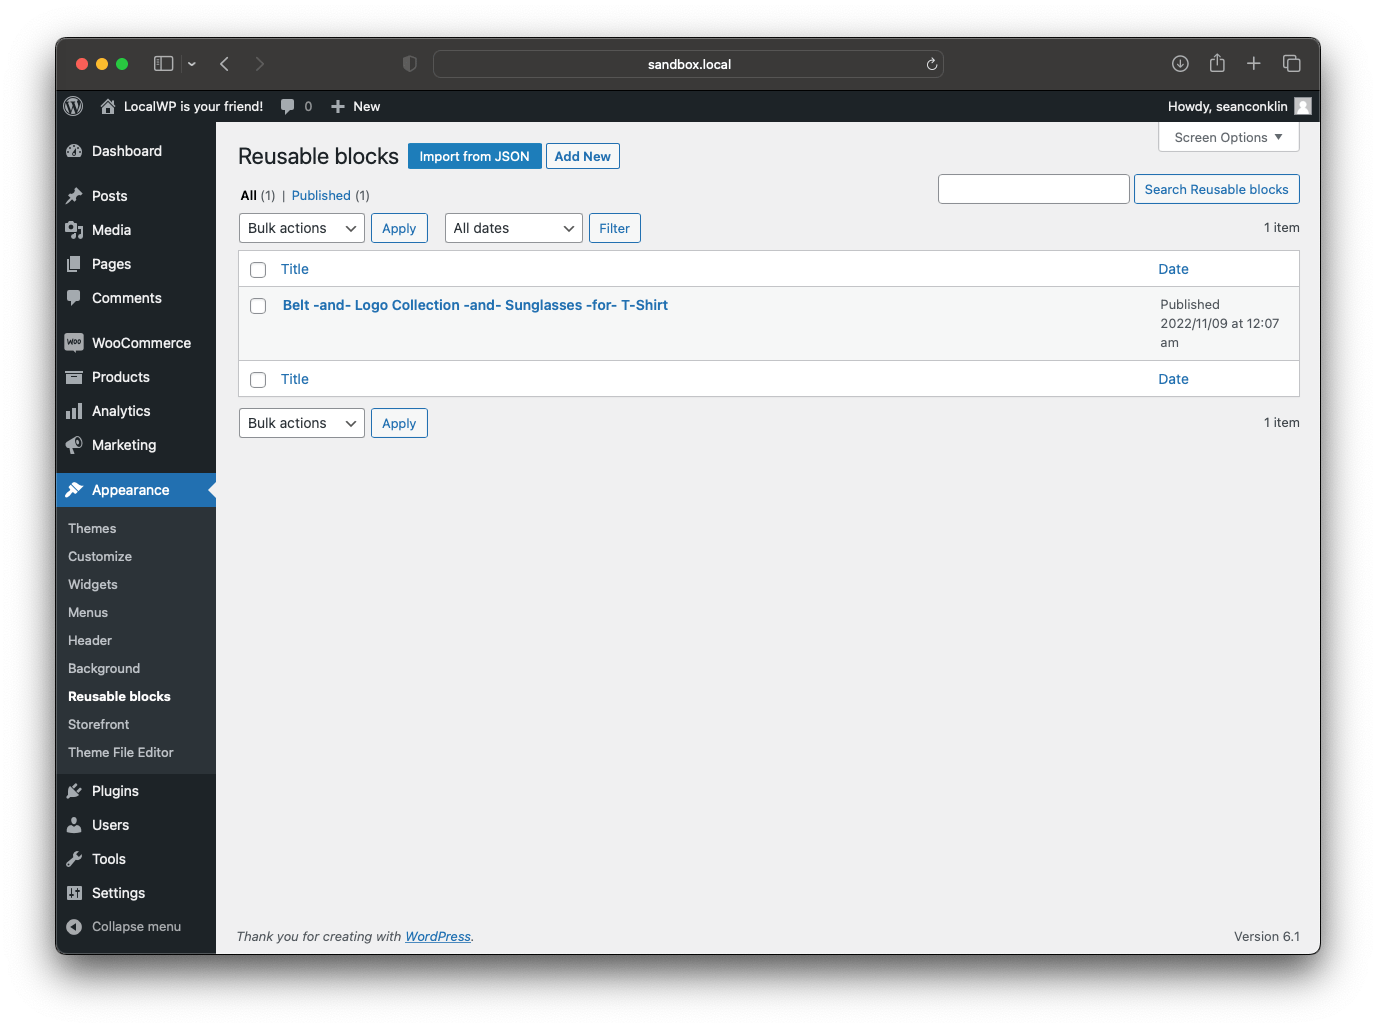 sandbox.local
LocalWP is your friend! 0 New
Howdy, seanconklin
Dashboard
Posts
Media
Pages
Comments
woo WooCommerce
Products
Analytics
Marketing
Appearance
Themes
Customize
Widgets
Menus
Header
Background
Reusable blocks
Storefront
Theme File Editor
Plugins
Users
Tools
Settings
Collapse menu
Screen Options
Reusable blocks Import from JSON Add New
All (1) | Published (1)
Search Reusable blocks
Bulk actions Apply All dates Filter
1 item
Title Date
Belt -and- Logo Collection -and- Sunglasses -for- T-Shirt
Published
2022/11/09 at 12:07
am
Title Date
Bulk actions Apply
1 item
Thank you for creating with WordPress.
Version 6.1